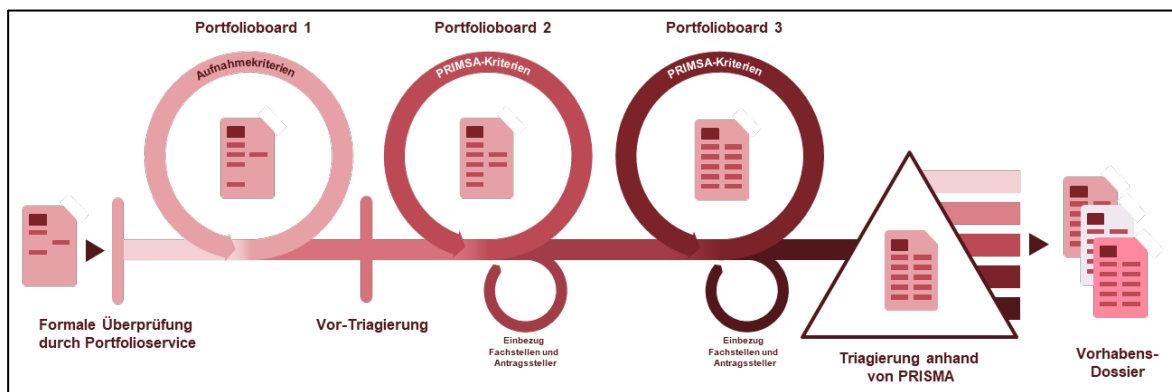 Portfolioboard 1
Portfolioboard 2
Portfolioboard 3
Aufnahmekriterien
PRIMSA-Kriterien
PRIMSA-Kriterien
Formale Überprüfung
durch Portfolioservice
Vor-Triagierung
Einbezug
Fachstellen und
Antragssteller
Einbezug
Fachstellen und
Antragssteller
Triagierung anhand
von PRISMA
Vorhabens-
Dossier